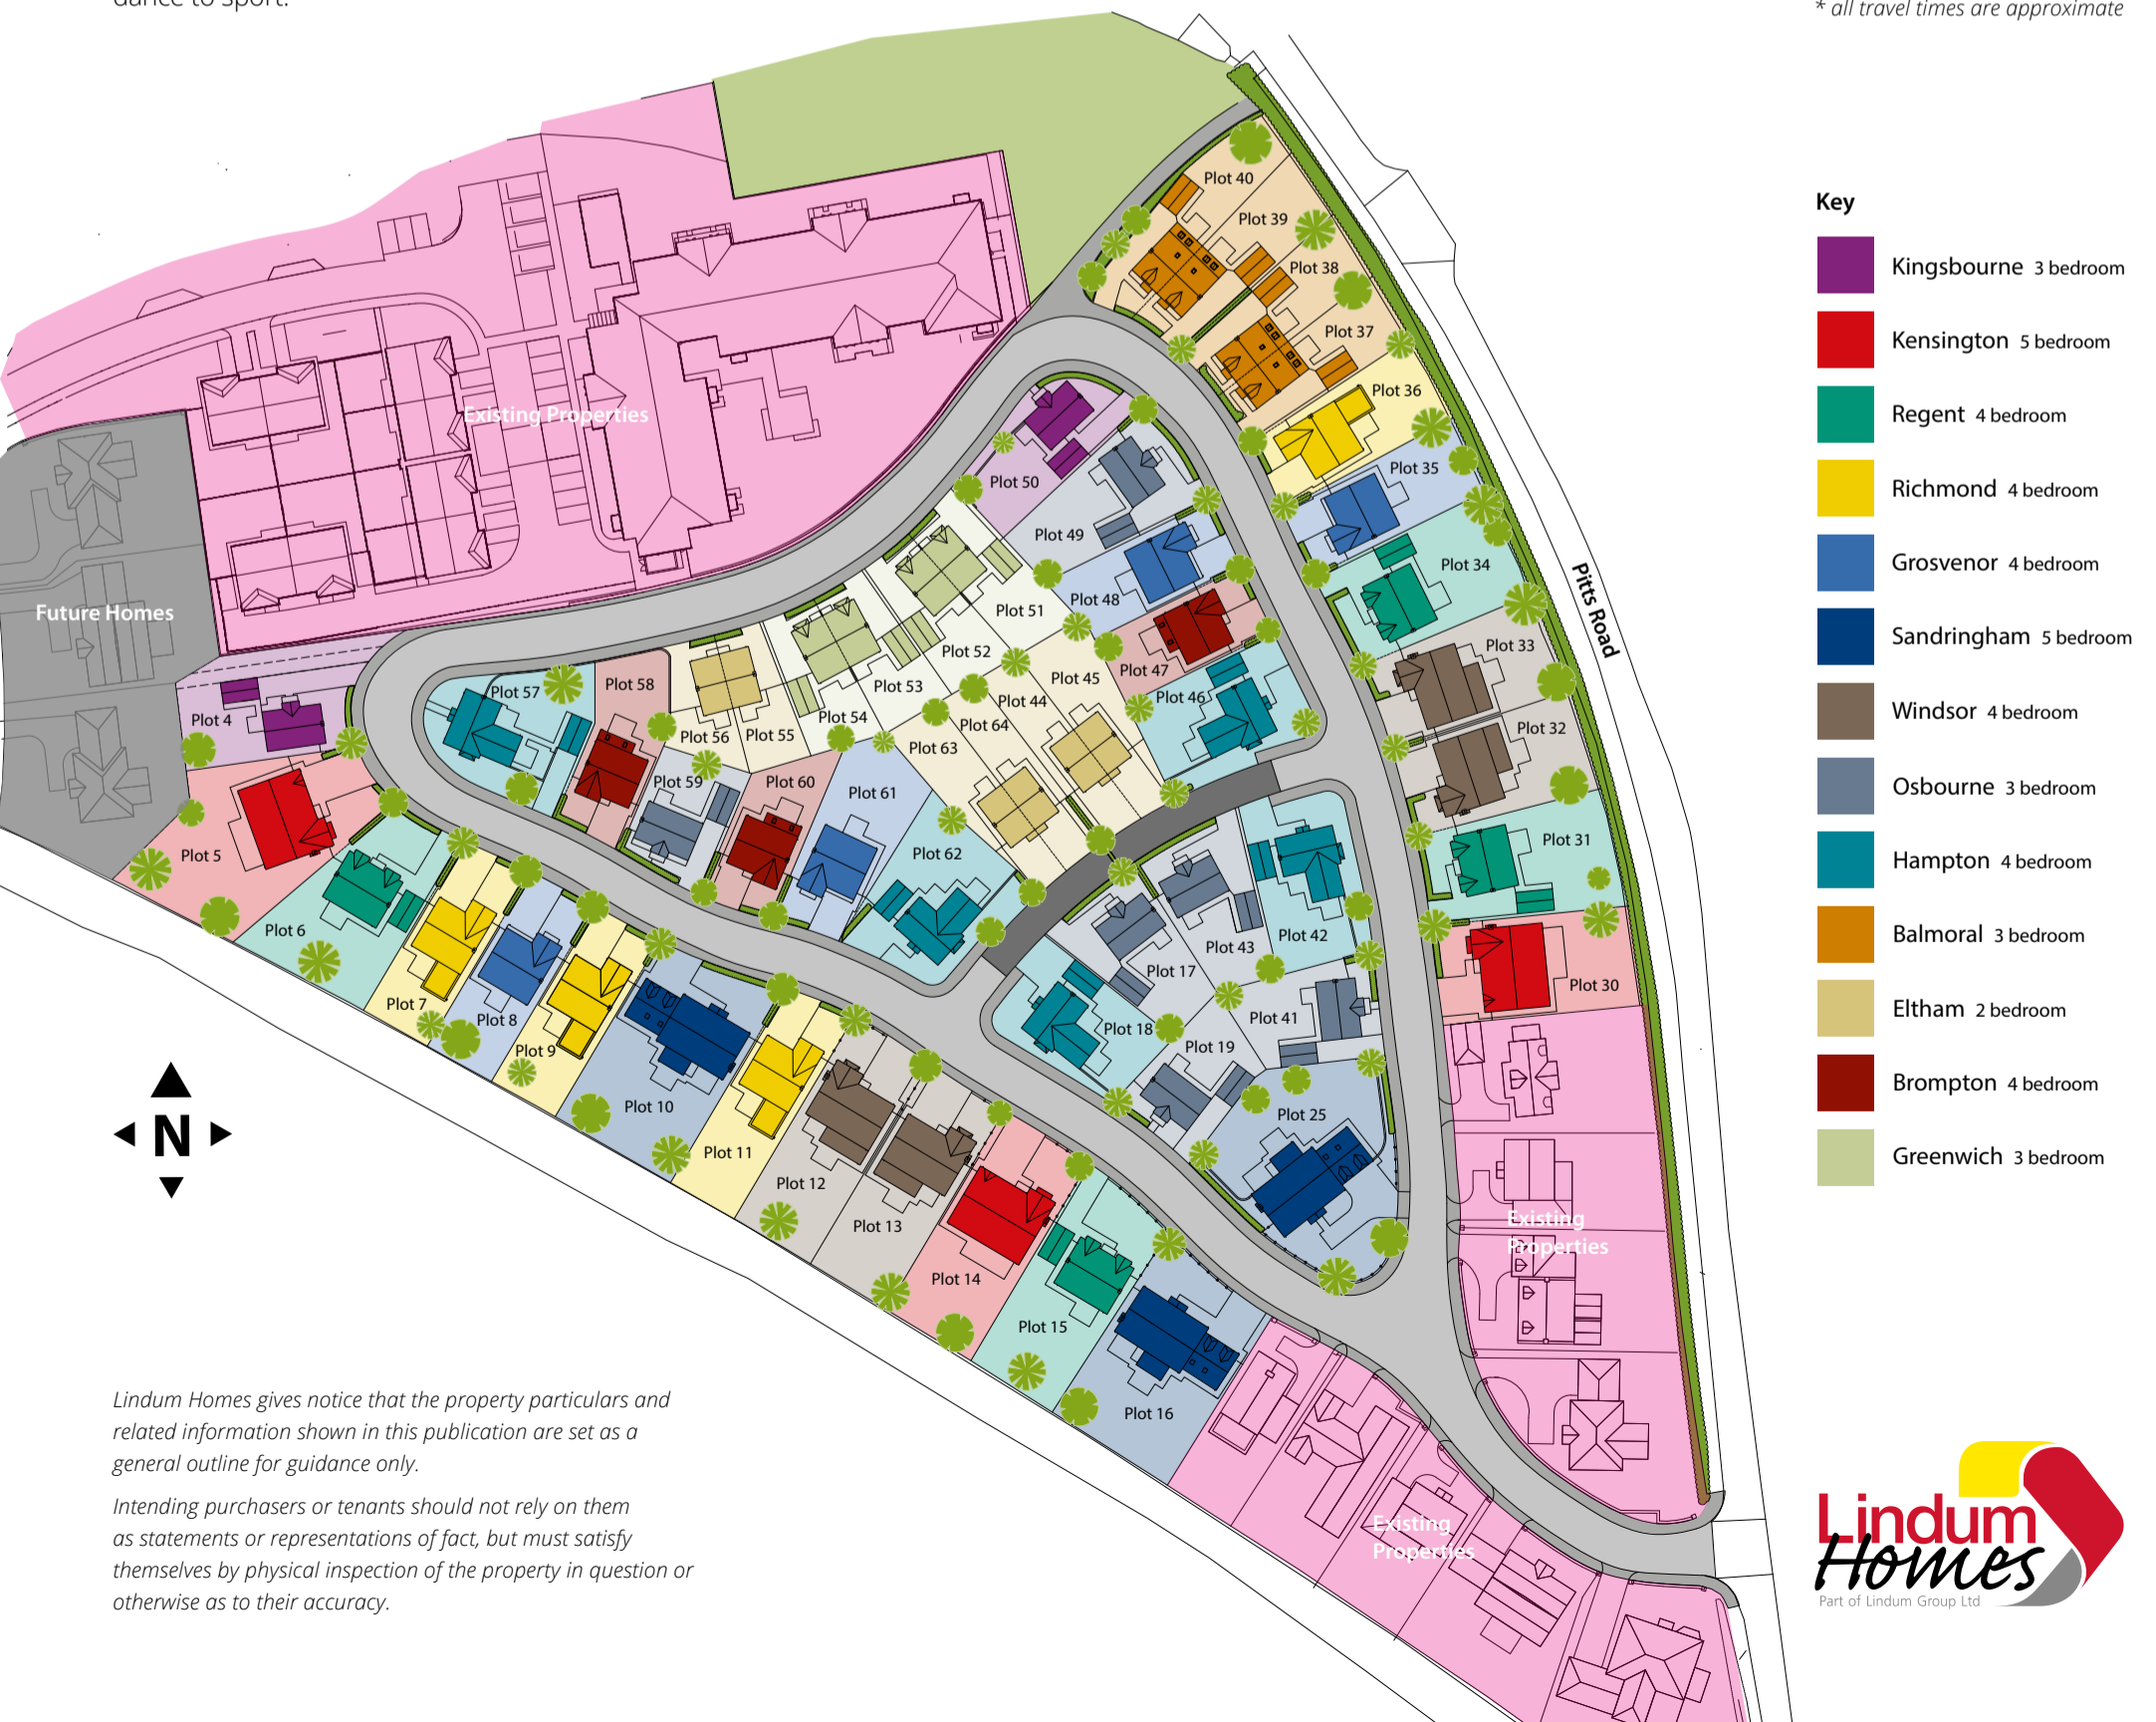 dance to sport.
* all travel times are approximate
Key
Kingsbourne 3 bedroom
Kensington 5 bedroom
Regent 4 bedroom
Richmond 4 bedroom
Grosvenor 4 bedroom
Sandringham 5 bedroom
Windsor 4 bedroom
Osbourne 3 bedroom
Hampton 4 bedroom
Balmoral 3 bedroom
Eltham 2 bedroom
Brompton 4 bedroom
Greenwich 3 bedroom
Existing Properties
Future Homes
Pitts Road
Plot 40
Plot 39
Plot 38
Plot 37
Plot 36
Plot 35
Plot 34
Plot 33
Plot 32
Plot 31
Plot 30
Plot 50
Plot 49
Plot 48
Plot 47
Plot 46
Plot 51
Plot 52
Plot 53
Plot 54
Plot 45
Plot 44
Plot 64
Plot 63
Plot 55
Plot 56
Plot 57
Plot 58
Plot 59
Plot 60
Plot 61
Plot 62
Plot 4
Plot 5
Plot 6
Plot 7
Plot 8
Plot 9
Plot 10
Plot 11
Plot 12
Plot 13
Plot 14
Plot 15
Plot 16
Plot 17
Plot 43
Plot 42
Plot 18
Plot 19
Plot 41
Plot 25
Existing
Properties
Existing
Properties
N
Lindum Homes gives notice that the property particulars and
related information shown in this publication are set as a
general outline for guidance only.
Intending purchasers or tenants should not rely on them
as statements or representations of fact, but must satisfy
themselves by physical inspection of the property in question or
otherwise as to their accuracy.
Lindum
Homes
Part of Lindum Group Ltd